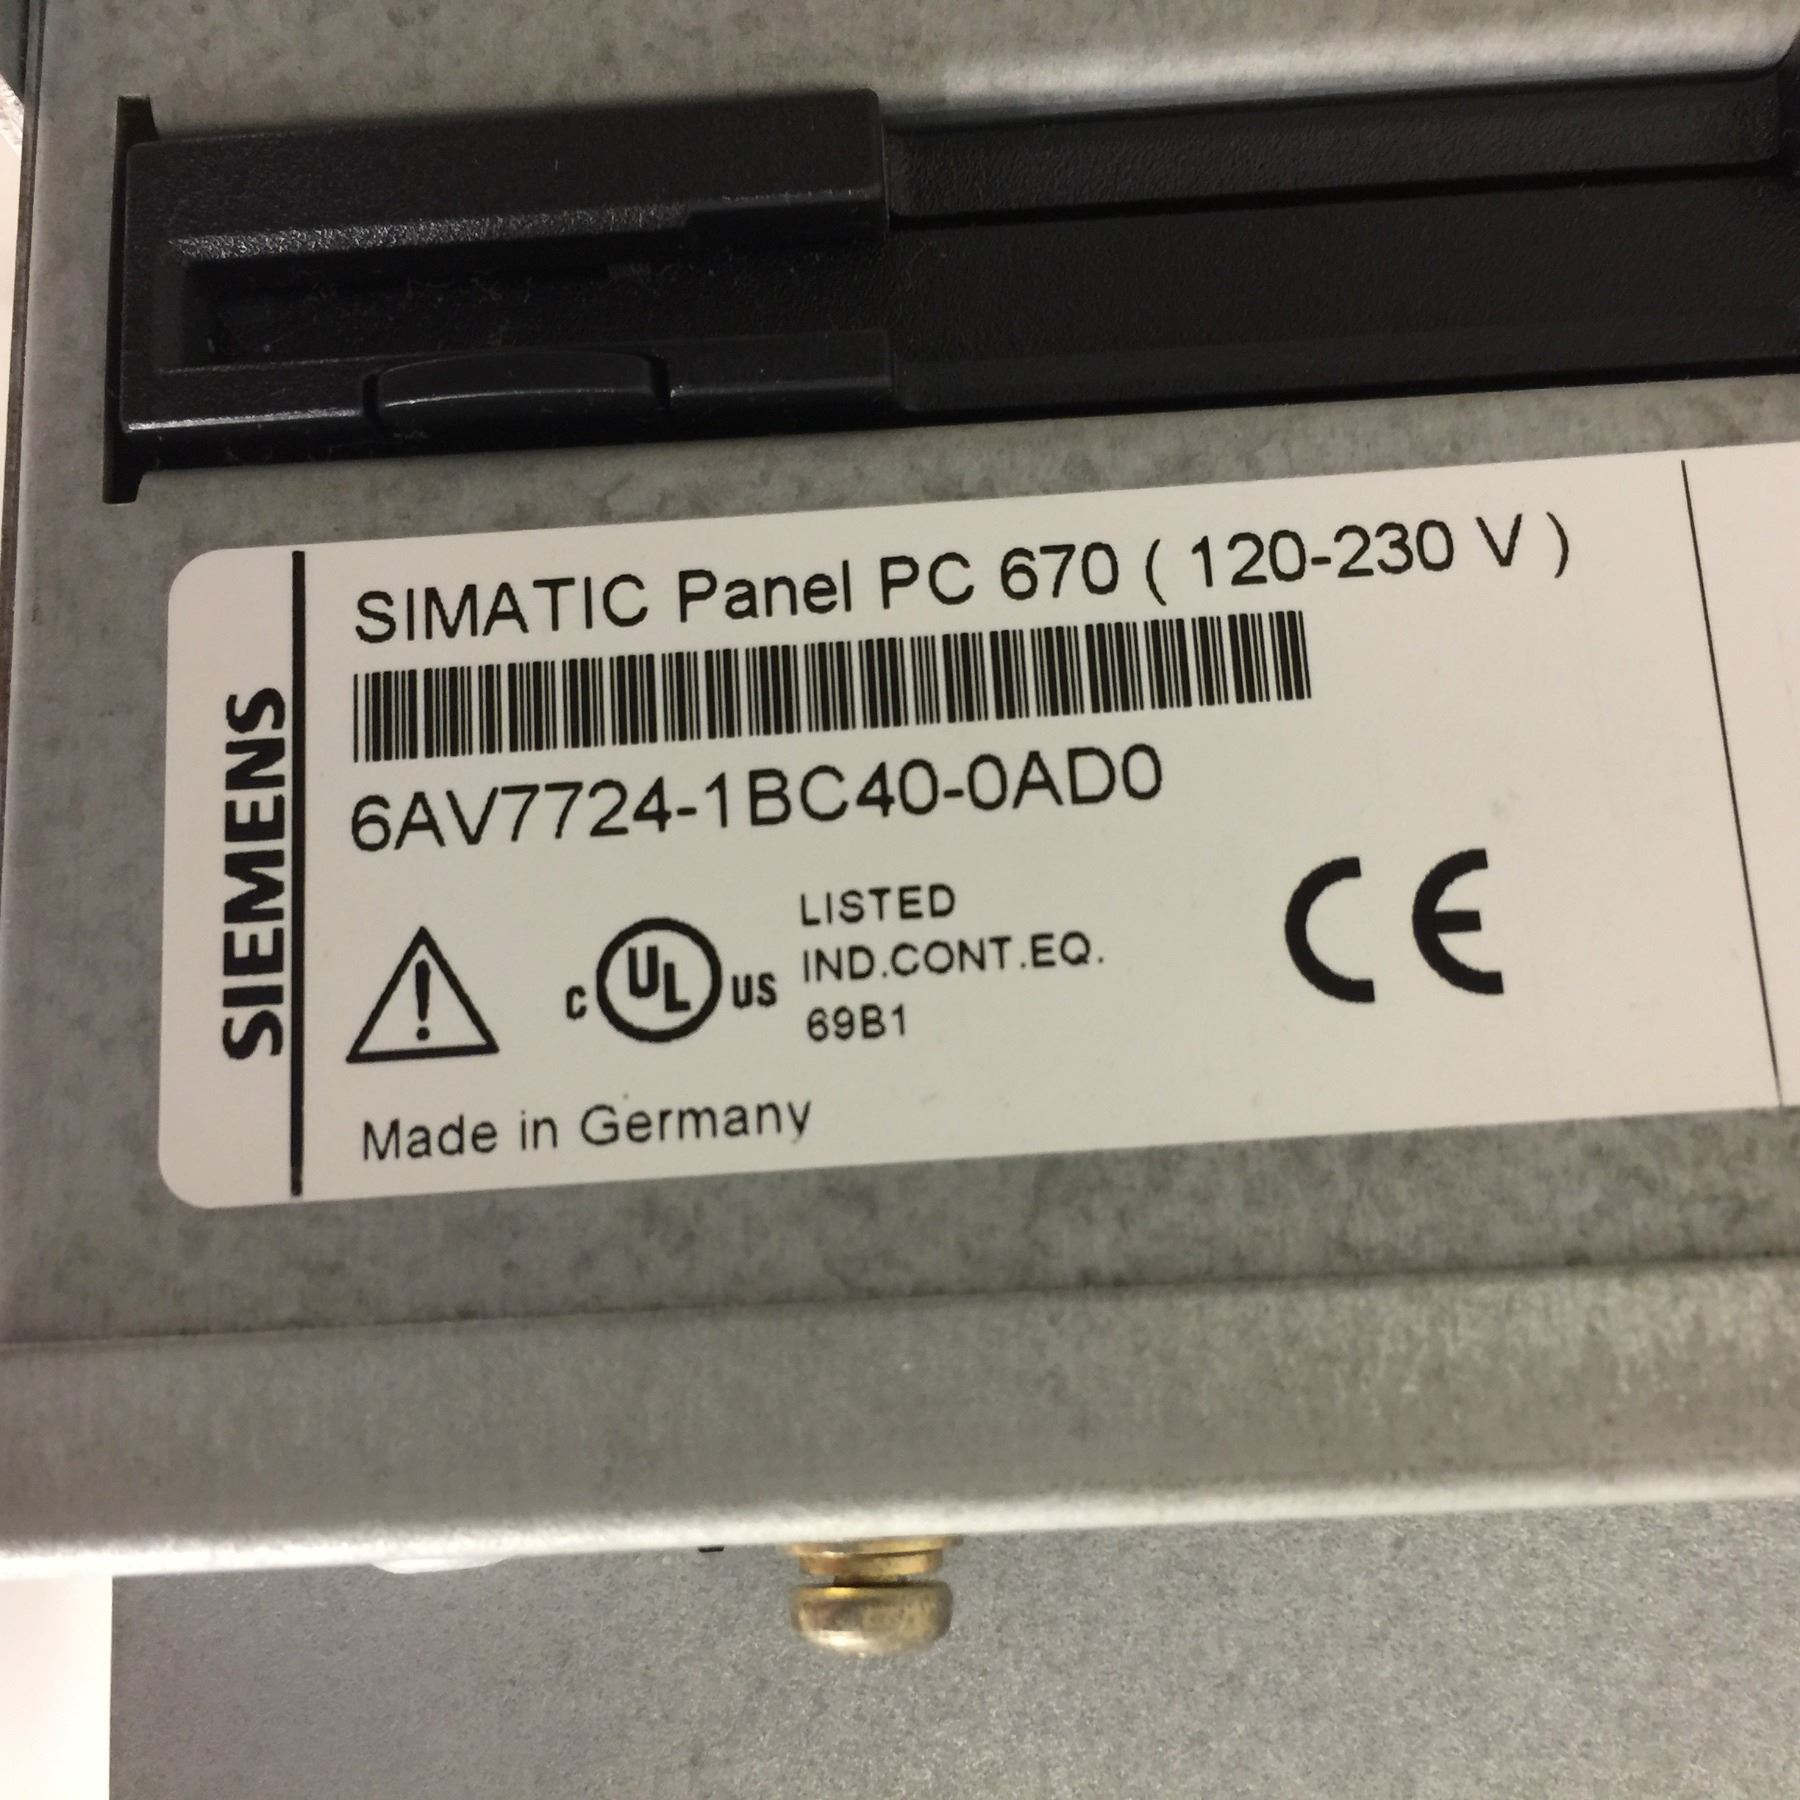 SIEMENS
SIMATIC Panel PC 670 ( 120-230 V )
6AV7724-1BC40-0AD0
c UL us
LISTED
IND.CONT.EQ.
69B1
CE
Made in Germany